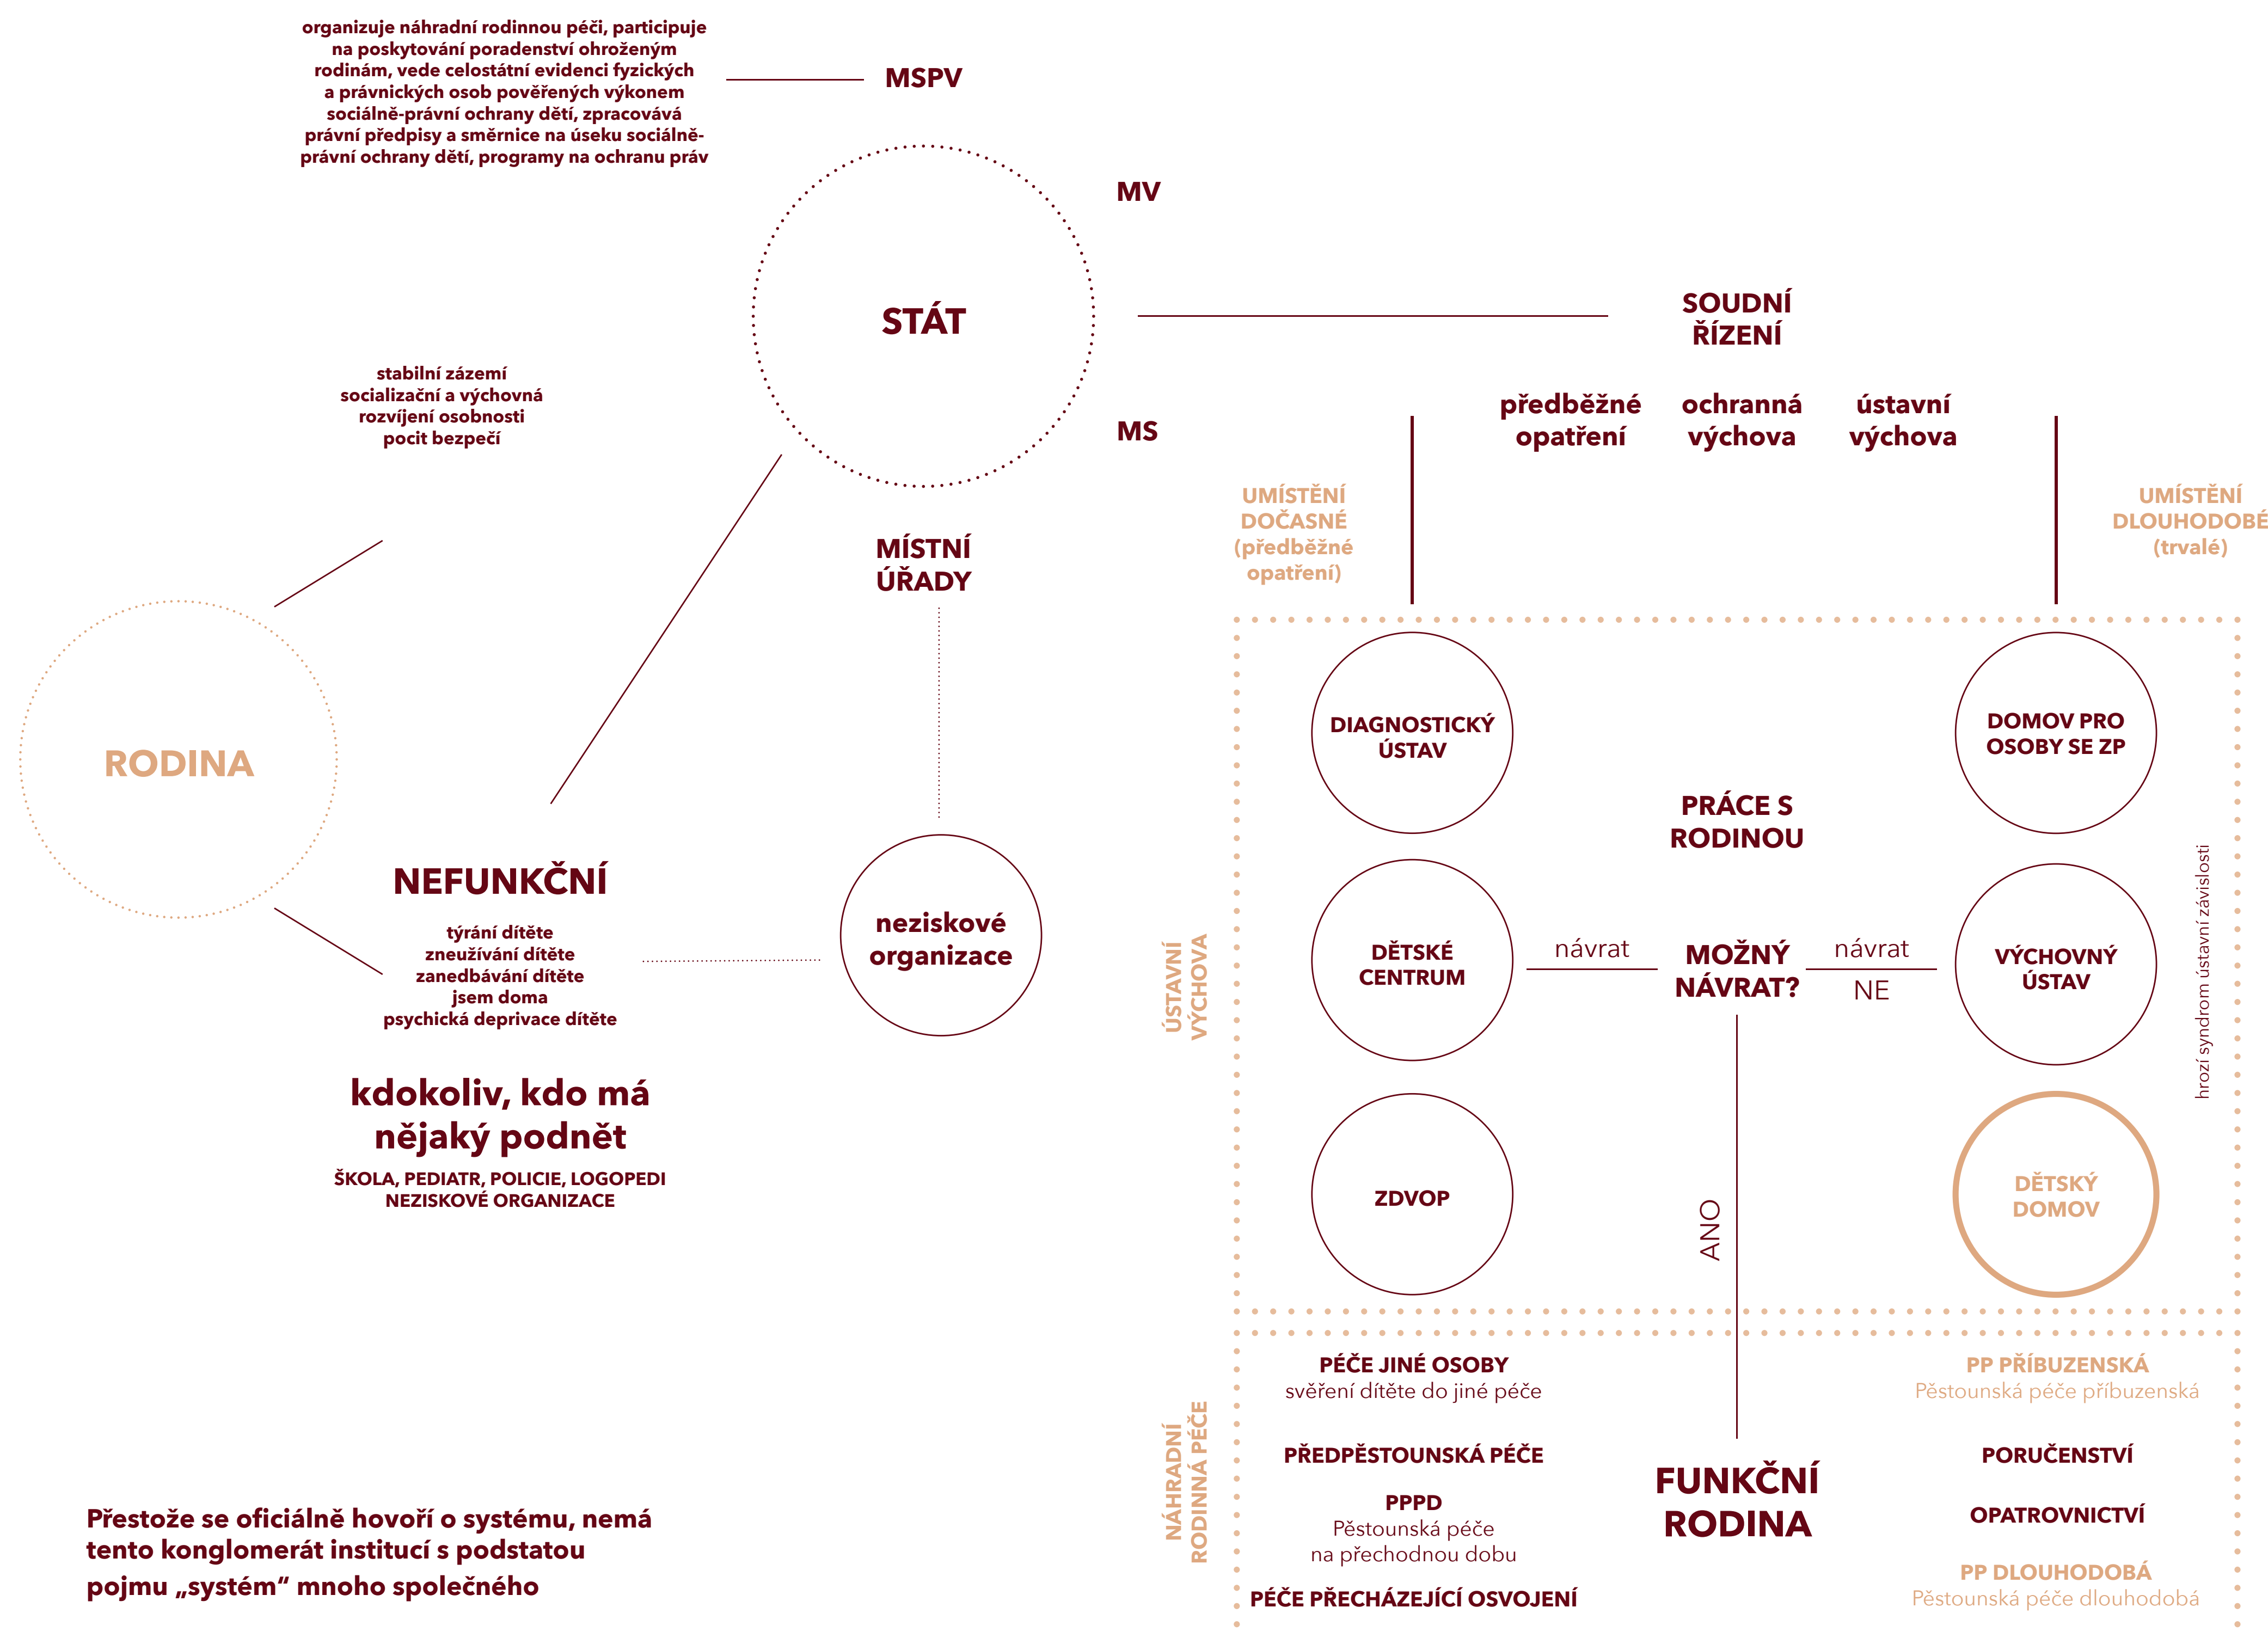 organizuje náhradní rodinnou péči, participuje
na poskytování poradenství ohroženým
rodinám, vede celostátní evidenci fyzických
a právnických osob pověřených výkonem
sociálně-právní ochrany dětí, zpracovává
právní předpisy a směrnice na úseku sociálně-
právní ochrany dětí, programy na ochranu práv
MSPV
MV
STÁT
MS
MÍSTNÍ
ÚŘADY
SOUDNÍ
ŘÍZENÍ
předběžné
opatření
ochranná
výchova
ústavní
výchova
stabilní zázemí
socializační a výchovná
rozvíjení osobnosti
pocit bezpečí
RODINA
NEFUNKČNÍ
týrání dítěte
zneužívání dítěte
zanedbávání dítěte
jsem doma
psychická deprivace dítěte
kdokoliv, kdo má
nějaký podnět
ŠKOLA, PEDIATR, POLICIE, LOGOPEDI
NEZISKOVÉ ORGANIZACE
neziskové
organizace
UMÍSTĚNÍ
DOČASNÉ
(předběžné
opatření)
UMÍSTĚNÍ
DLOUHODOBÉ
(trvalé)
ÚSTAVNÍ
VÝCHOVA
DIAGNOSTICKÝ
ÚSTAV
DĚTSKÉ
CENTRUM
ZDVOP
PRÁCE S
RODINOU
návrat
MOŽNÝ
NÁVRAT?
návrat
NE
ANO
DOMOV PRO
OSOBY SE ZP
VÝCHOVNÝ
ÚSTAV
DĚTSKÝ
DOMOV
hrozí syndrom ústavní závislosti
NÁHRADNÍ
RODINNÁ PÉČE
PÉČE JINÉ OSOBY
svěření dítěte do jiné péče
PŘEDPĚSTOUNSKÁ PÉČE
PPPD
Pěstounská péče
na přechodnou dobu
PÉČE PŘECHÁZEJÍCÍ OSVOJENÍ
FUNKČNÍ
RODINA
PP PŘÍBUZENSKÁ
Pěstounská péče příbuzenská
PORUČENSTVÍ
OPATROVNICTVÍ
PP DLOUHODOBÁ
Pěstounská péče dlouhodobá
Přestože se oficiálně hovoří o systému, nemá
tento konglomerát institucí s podstatou
pojmu „systém“ mnoho společného